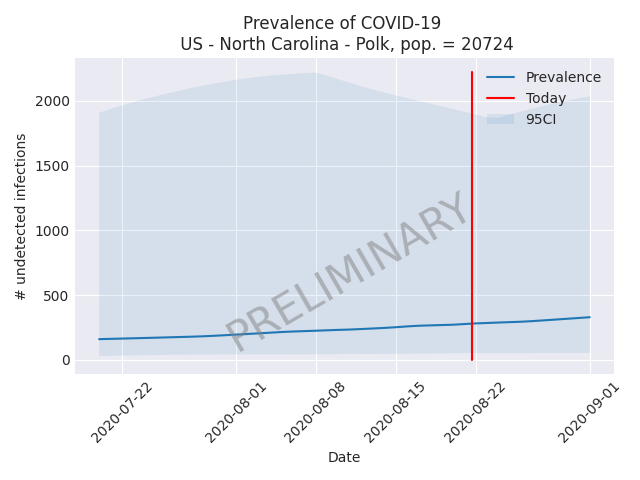 Prevalence of COVID-19
US - North Carolina - Polk, pop. = 20724
Prevalence
Today
95CI
2000
1500
1000
500
0
# undetected infections
PRELIMINARY
2020-07-22
2020-08-01
2020-08-08
2020-08-15
2020-08-22
2020-09-01
Date